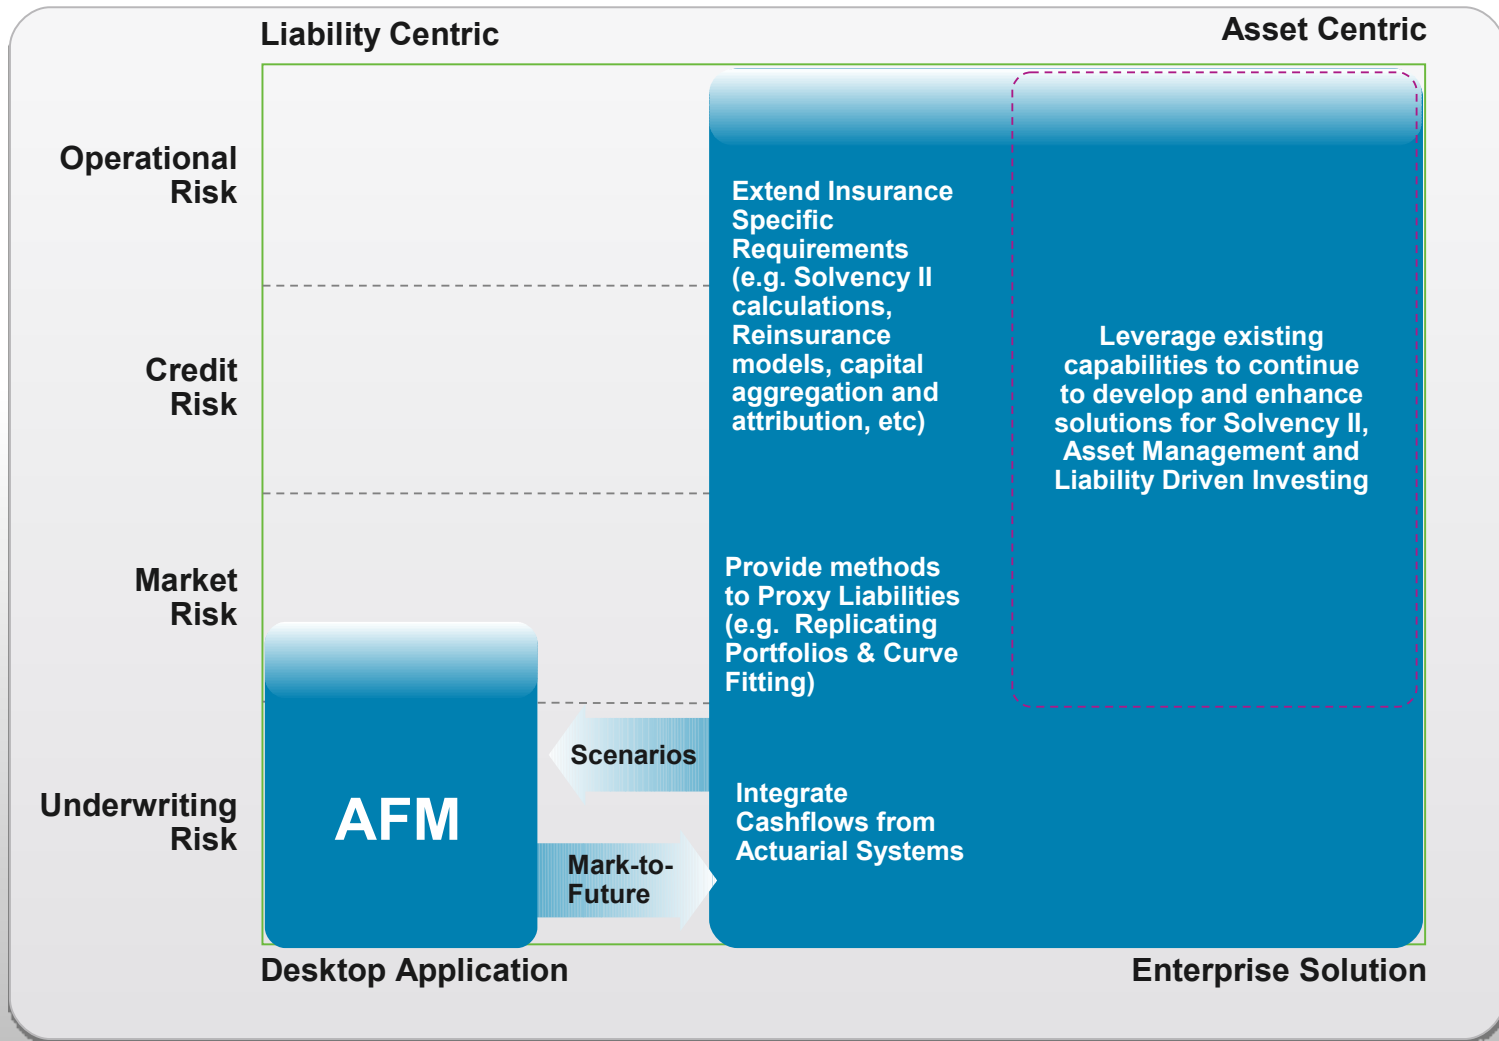 Liability Centric
Asset Centric
Operational
Risk
Credit
Risk
Market
Risk
Underwriting
Risk
AFM
Scenarios
Mark-to-
Future
Extend Insurance
Specific
Requirements
(e.g. Solvency II
calculations,
Reinsurance
models, capital
aggregation and
attribution, etc)
Provide methods
to Proxy Liabilities
(e.g.  Replicating
Portfolios & Curve
Fitting)
Integrate
Cashflows from
Actuarial Systems
Leverage existing
capabilities to continue
to develop and enhance
solutions for Solvency II,
Asset Management and
Liability Driven Investing
Desktop Application
Enterprise Solution